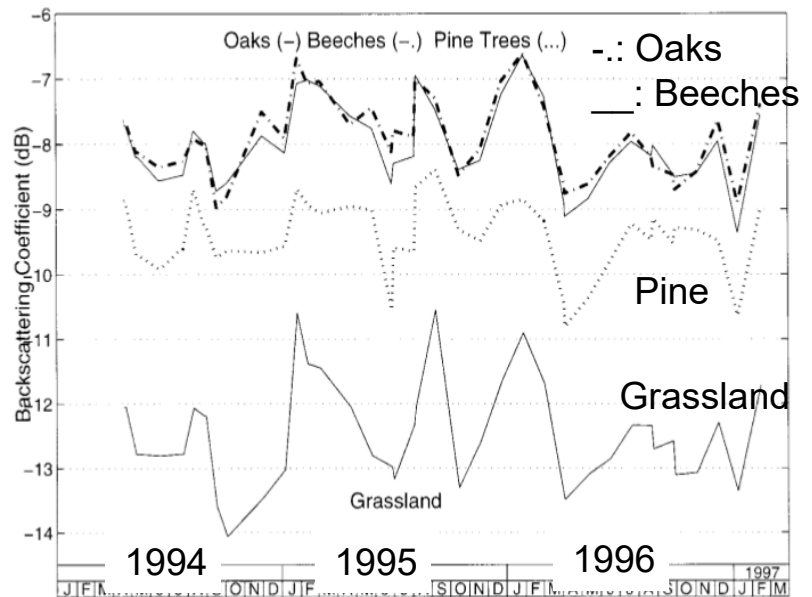 Oaks (-) Beeches (-.) Pine Trees (...)
-.: Oaks
__: Beeches
Backscattering Coefficient (dB)
-6
-7
-8
-9
-10
-11
-12
-13
-14
Pine
Grassland
Grassland
1994
1995
1996
1997
J F M A M J J A S O N D J F M A M J J A S O N D J F M A M J J A S O N D J F M